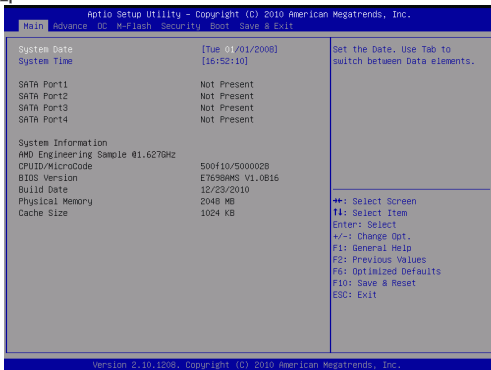 Aptio Setup Utility – Copyright (C) 2010 American Megatrends, Inc.
Main Advance OC M-Flash Security Boot Save & Exit
System Date [Tue 01/01/2008]
System Time [16:52:10]
SATA Port1 Not Present
SATA Port2 Not Present
SATA Port3 Not Present
SATA Port4 Not Present
System Information
AMD Engineering Sample @1.627GHz
CPUID/MicroCode 500f10/5000028
BIOS Version E7698AMS V1.0B16
Build Date 12/23/2010
Physical Memory 2048 MB
Cache Size 1024 KB
Set the Date. Use Tab to
switch between Data elements.
→←: Select Screen
↑↓: Select Item
Enter: Select
+/-: Change Opt.
F1: General Help
F2: Previous Values
F6: Optimized Defaults
F10: Save & Reset
ESC: Exit
Version 2.10.1208. Copyright (C) 2010 American Megatrends, Inc.